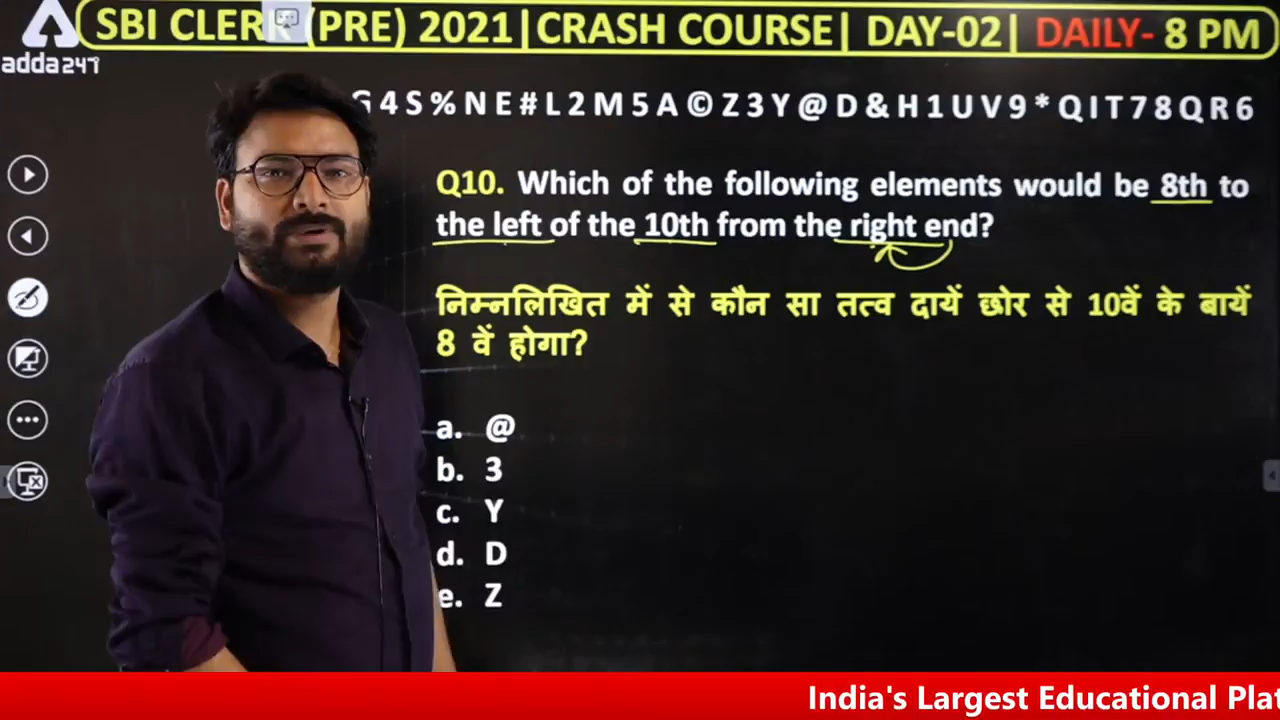 SBI CLERK (PRE) 2021|CRASH COURSE| DAY-02| DAILY- 8 PM
adda247
G 4 S % N E # L 2 M 5 A © Z 3 Y @ D & H 1 U V 9 * Q I T 7 8 Q R 6
Q10. Which of the following elements would be 8th to
the left of the 10th from the right end?
निम्नलिखित में से कौन सा तत्व दायें छोर से 10वें के बायें
8 वें होगा?
a. @
b. 3
c. Y
d. D
e. Z
India's Largest Educational Plat